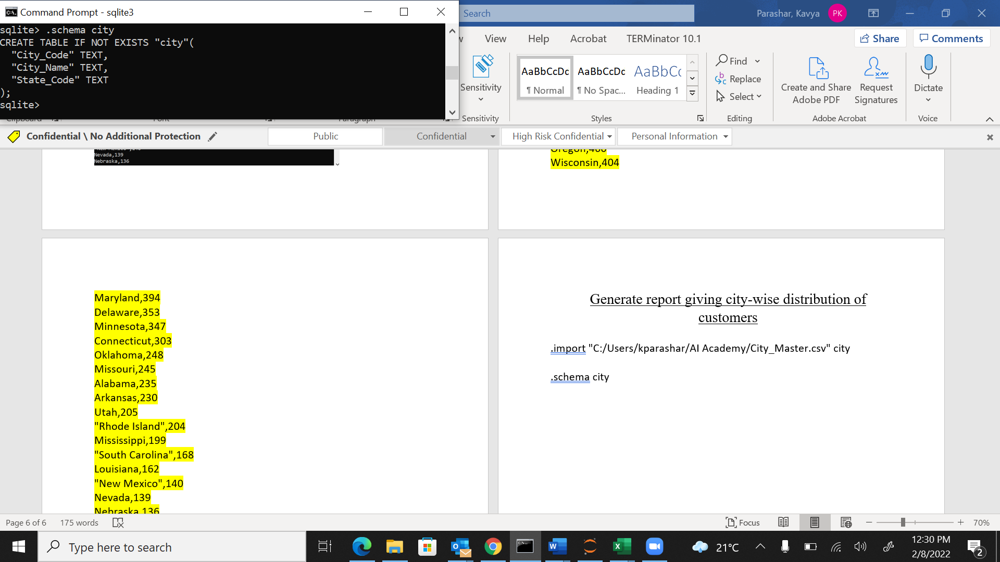 Command Prompt - sqlite3
sqlite> .schema city
CREATE TABLE IF NOT EXISTS "city"(
"City_Code" TEXT,
"City_Name" TEXT,
"State_Code" TEXT
);
sqlite>
Search
Parashar, Kavya
PK
View Help Acrobat TERMinator 10.1
Share Comments
Sensitivity
Sensitivity
AaBbCcDc AaBbCcDc AaBbCc
¶ Normal ¶ No Spac... Heading 1
Styles
Find
Replace
Select
Editing
Create and Share
Adobe PDF
Request
Signatures
Adobe Acrobat
Dictate
Voice
Clipboard Font Paragraph
Confidential \ No Additional Protection
Public Confidential High Risk Confidential Personal Information
Nevada,139
Nebraska,136
Wisconsin,404
Maryland,394
Delaware,353
Minnesota,347
Connecticut,303
Oklahoma,248
Missouri,245
Alabama,235
Arkansas,230
Utah,205
"Rhode Island",204
Mississippi,199
"South Carolina",168
Louisiana,162
"New Mexico",140
Nevada,139
Nebraska,136
Generate report giving city-wise distribution of
customers
.import "C:/Users/kparashar/AI Academy/City_Master.csv" city
.schema city
Page 6 of 6 175 words
Focus
70%
Type here to search
21°C
12:30 PM
2/8/2022
2